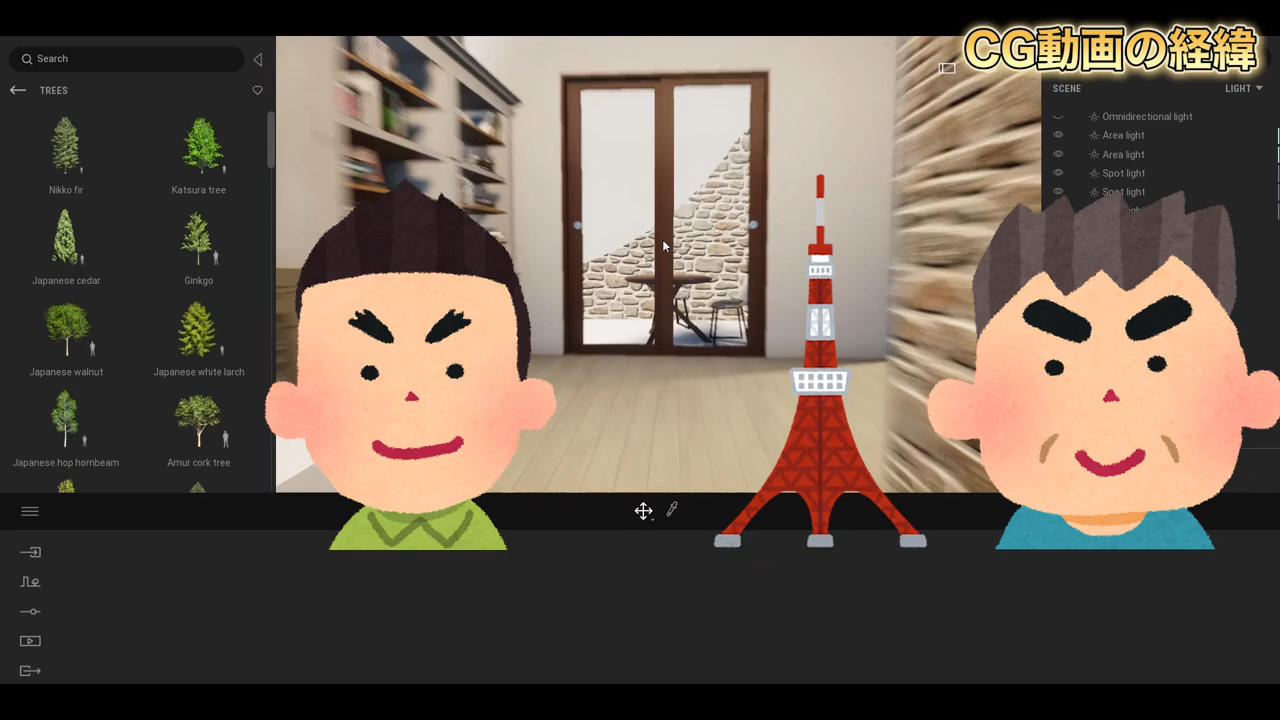 CG動画の経緯
Search
TREES
Nikko fir
Katsura tree
Japanese cedar
Ginkgo
Japanese walnut
Japanese white larch
Japanese hop hornbeam
Amur cork tree
SCENE
LIGHT
Omnidirectional light
Area light
Area light
Spot light
Spot light